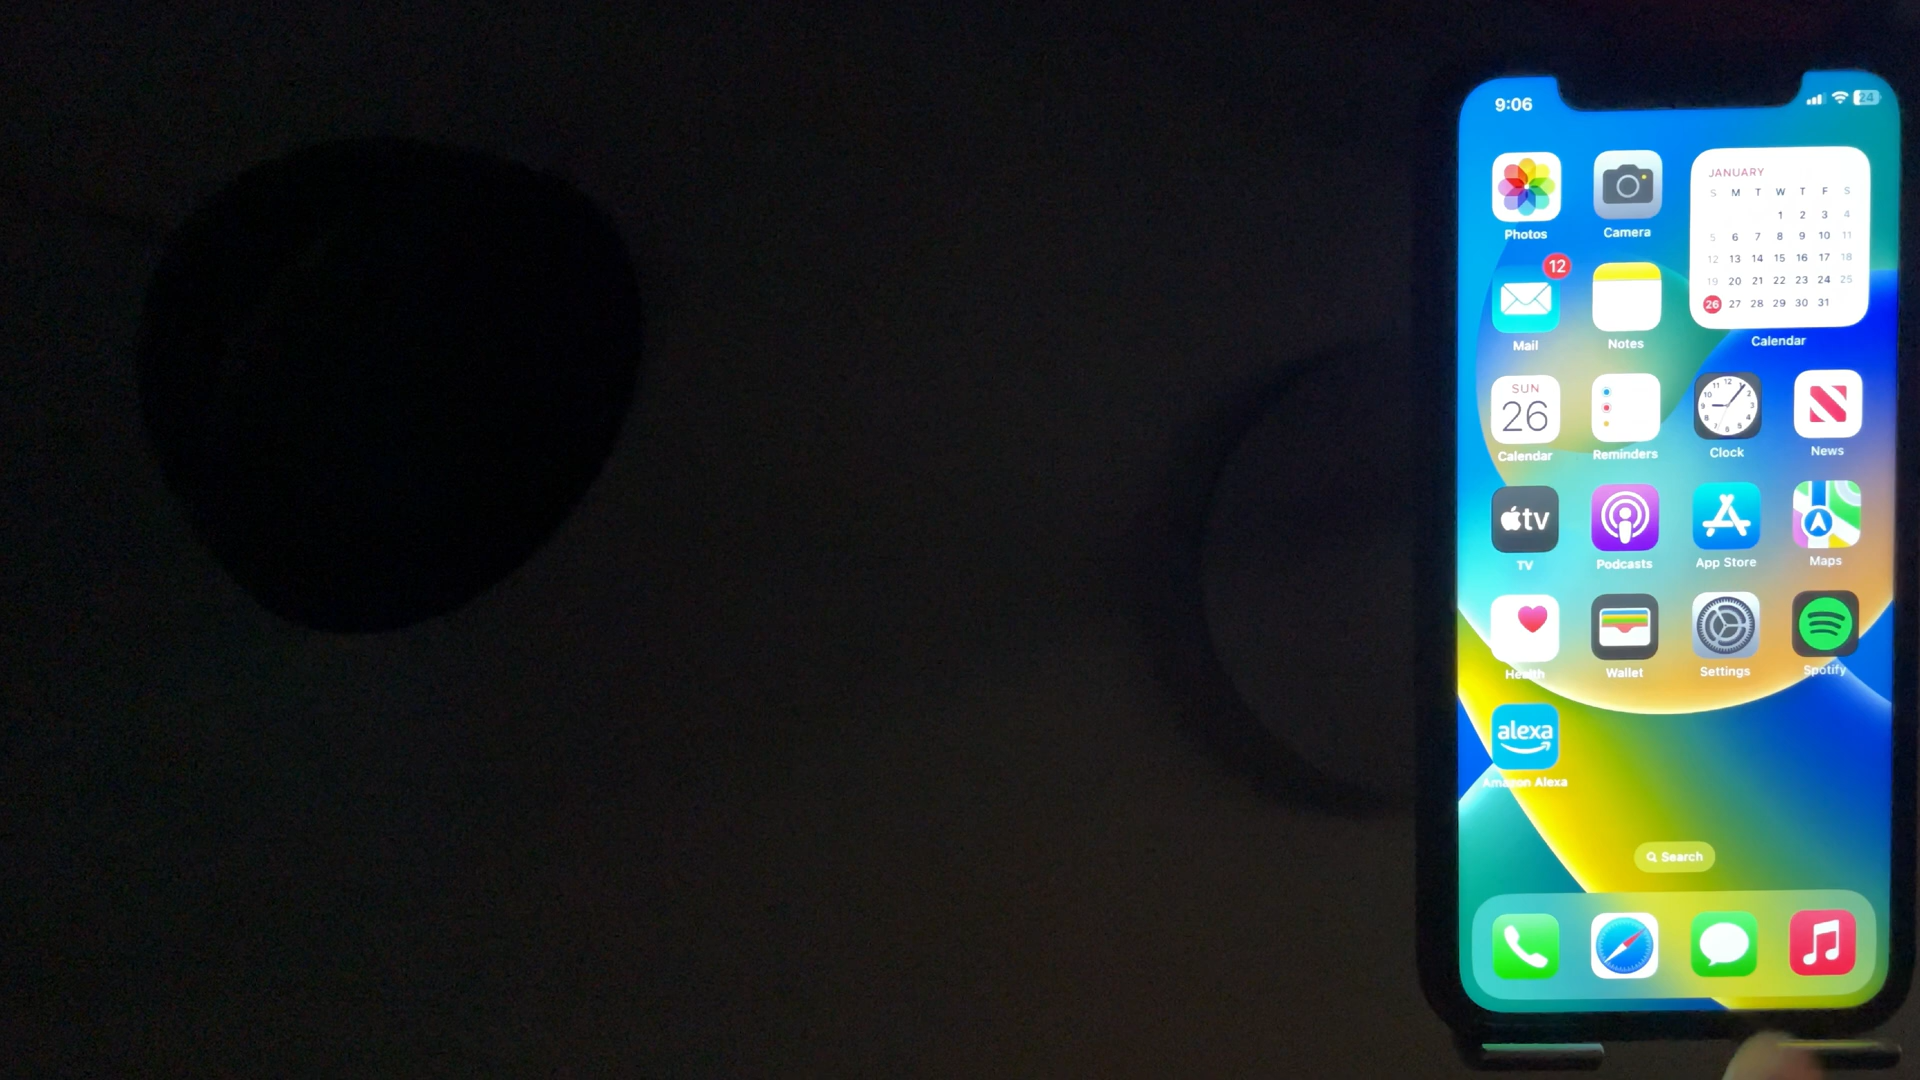 9:06
24
Photos
Camera
JANUARY
S M T W T F S
1 2 3 4
5 6 7 8 9 10 11
12 13 14 15 16 17 18
19 20 21 22 23 24 25
26 27 28 29 30 31
Calendar
12
Mail
Notes
SUN
26
Calendar
Reminders
Clock
News
tv
TV
Podcasts
App Store
Maps
Health
Wallet
Settings
Spotify
alexa
Amazon Alexa
Search